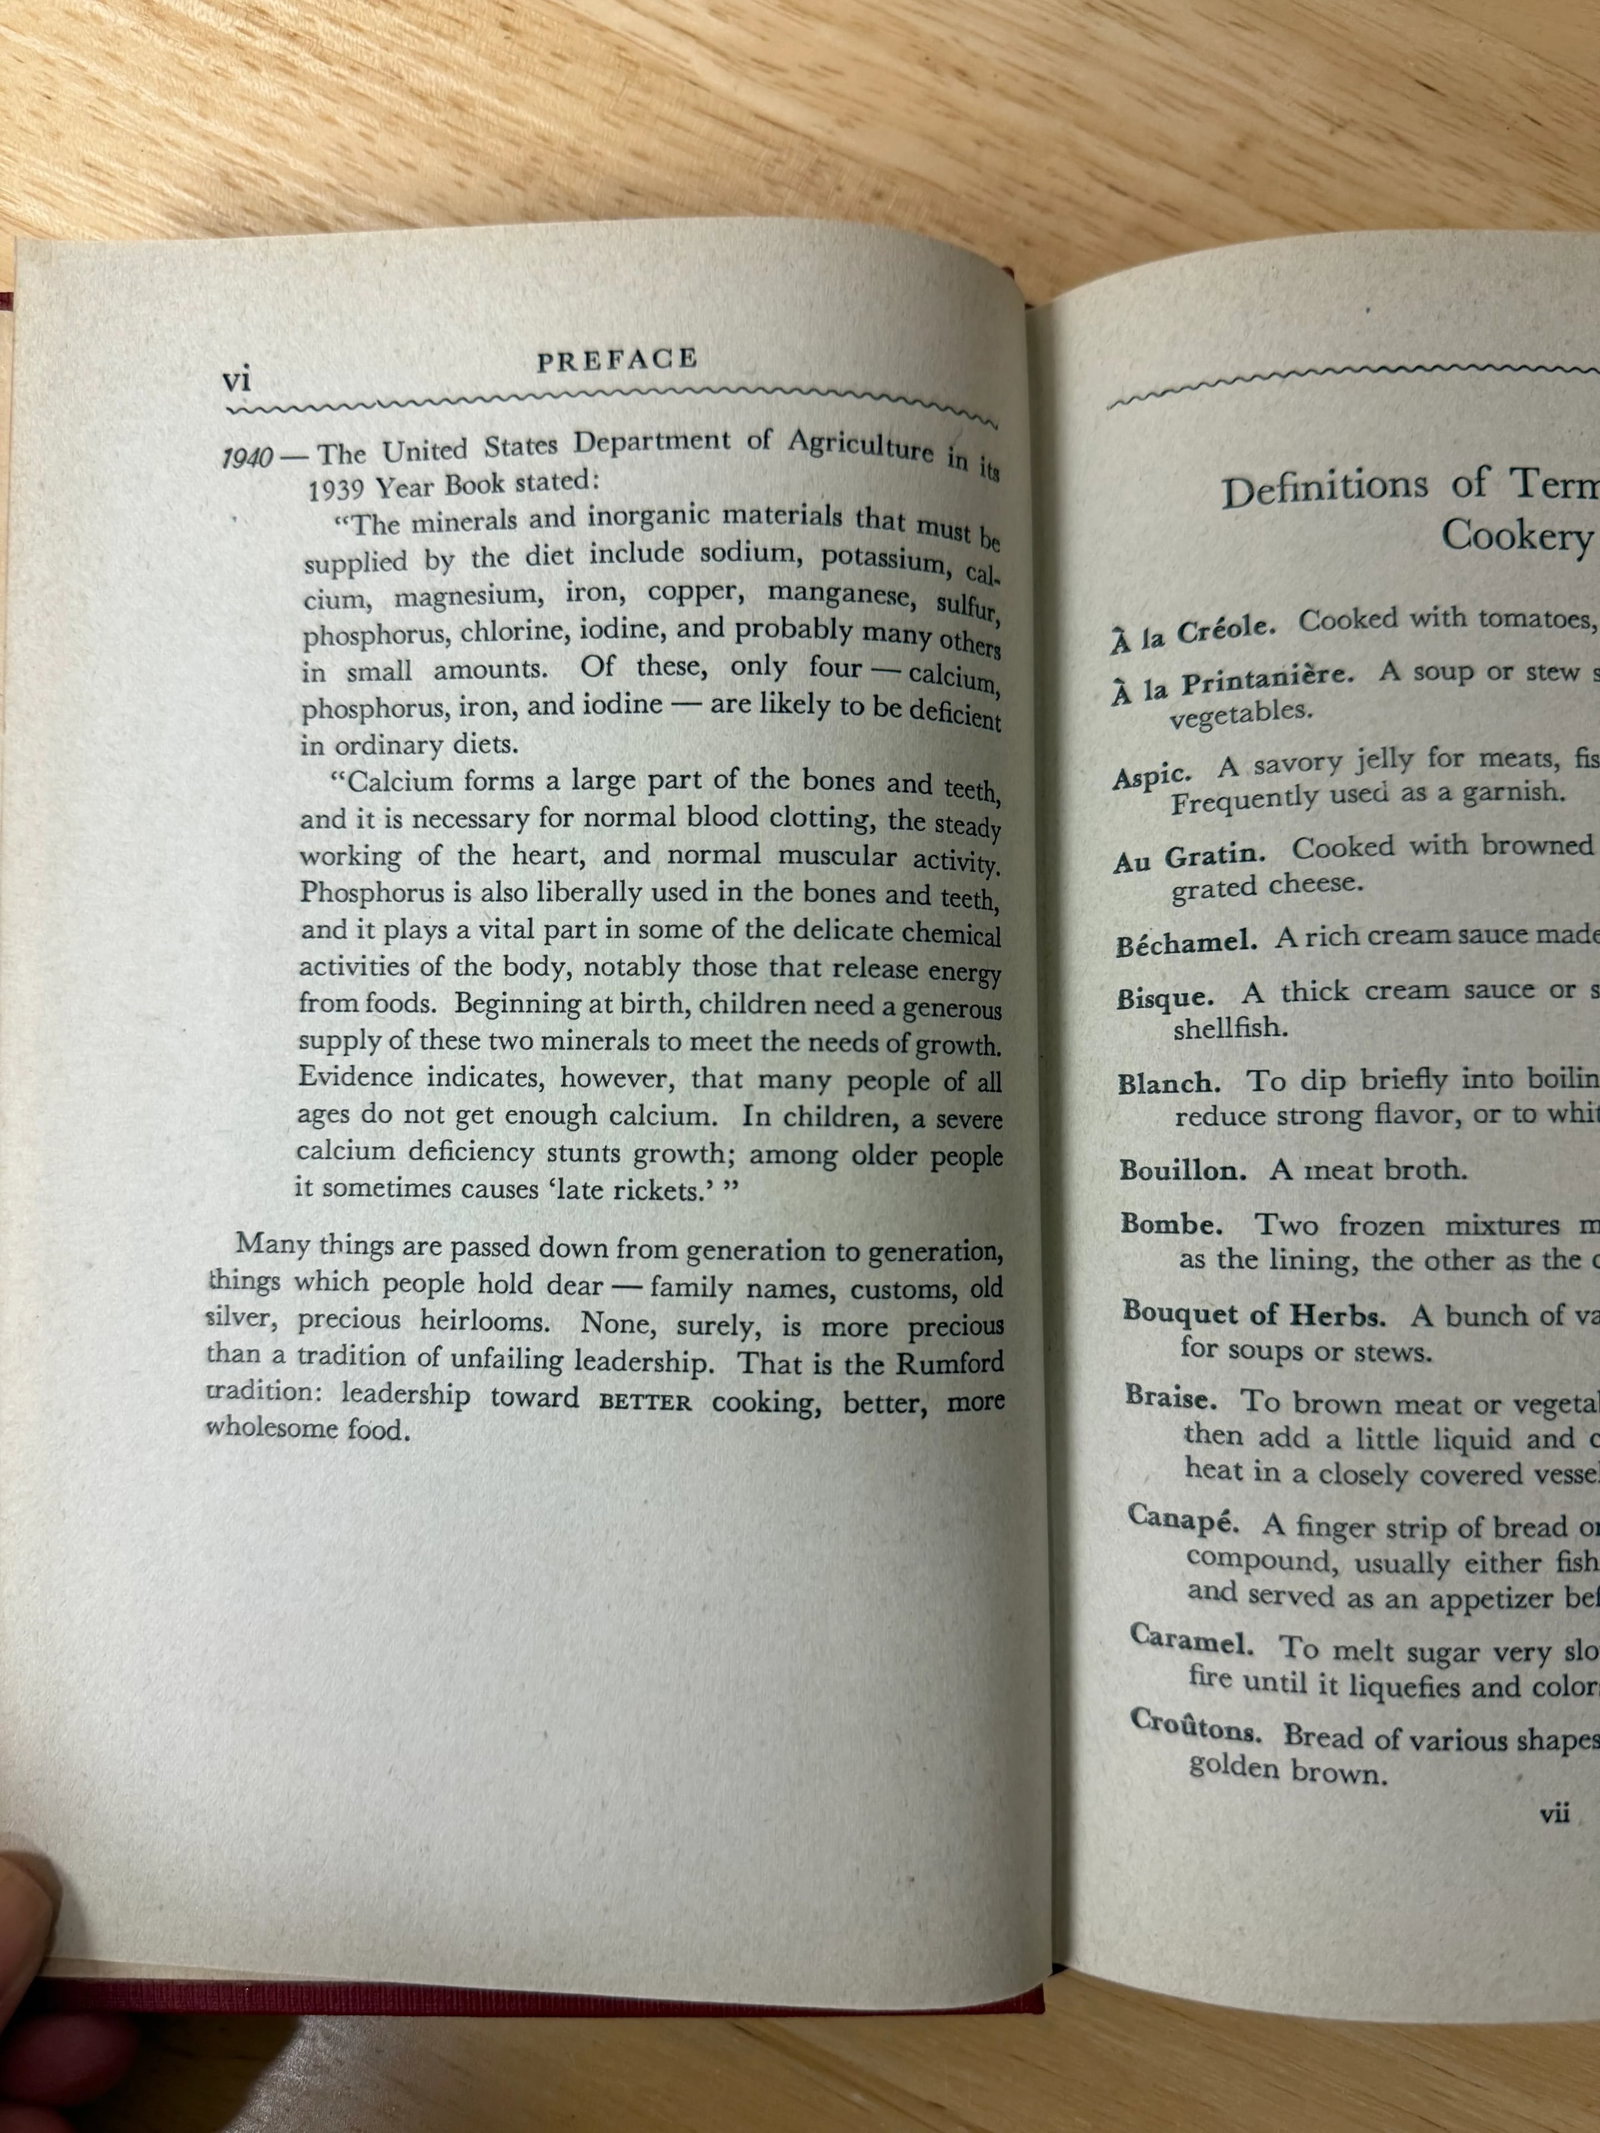 vi
PREFACE
1940 — The United States Department of Agriculture in its
1939 Year Book stated:
“The minerals and inorganic materials that must be
supplied by the diet include sodium, potassium, cal-
cium, magnesium, iron, copper, manganese, sulfur,
phosphorus, chlorine, iodine, and probably many others
in small amounts. Of these, only four — calcium,
phosphorus, iron, and iodine — are likely to be deficient
in ordinary diets.
“Calcium forms a large part of the bones and teeth,
and it is necessary for normal blood clotting, the steady
working of the heart, and normal muscular activity.
Phosphorus is also liberally used in the bones and teeth,
and it plays a vital part in some of the delicate chemical
activities of the body, notably those that release energy
from foods. Beginning at birth, children need a generous
supply of these two minerals to meet the needs of growth.
Evidence indicates, however, that many people of all
ages do not get enough calcium. In children, a severe
calcium deficiency stunts growth; among older people
it sometimes causes ‘late rickets.’ ”
Many things are passed down from generation to generation,
things which people hold dear — family names, customs, old
silver, precious heirlooms. None, surely, is more precious
than a tradition of unfailing leadership. That is the Rumford
tradition: leadership toward BETTER cooking, better, more
wholesome food.
Definitions of
Cookery
À la Créole. Cooked with tomatoes,
À la Printanière. A soup or stew
vegetables.
Aspic. A savory jelly for meats,
Frequently used as a garnish.
Au Gratin. Cooked with browned
grated cheese.
Béchamel. A rich cream sauce made
Bisque. A thick cream sauce or
shellfish.
Blanch. To dip briefly into
reduce strong flavor, or to
Bouillon. A meat broth.
Bombe. Two frozen mixtures
as the lining, the other as the
Bouquet of Herbs. A bunch of
for soups or stews.
Braise. To brown meat or
then add a little liquid and
heat in a closely covered
Canapé. A finger strip of bread
compound, usually either fish
and served as an appetizer
Caramel. To melt sugar very
fire until it liquefies and
Croûtons. Bread of various shapes
golden brown.
vii